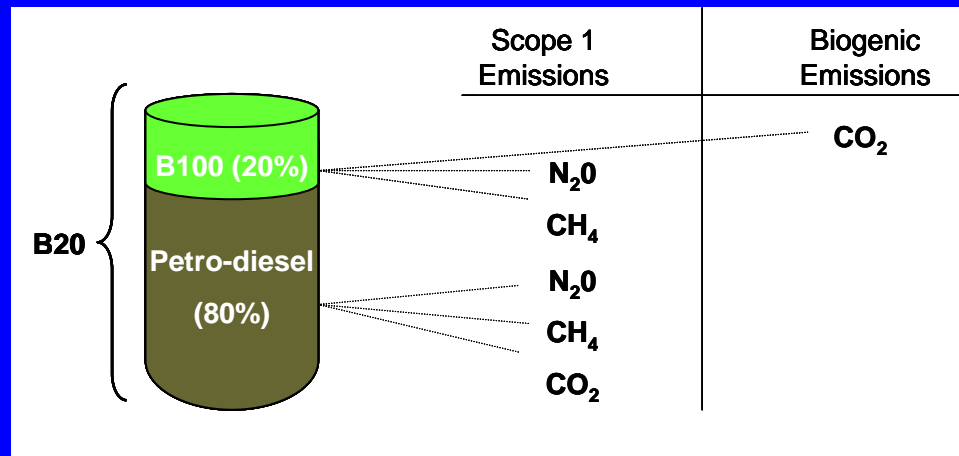 Scope 1
Emissions
Biogenic
Emissions
B100 (20%)
CO₂
N₂0
CH₄
B20
Petro-diesel
(80%)
N₂0
CH₄
CO₂